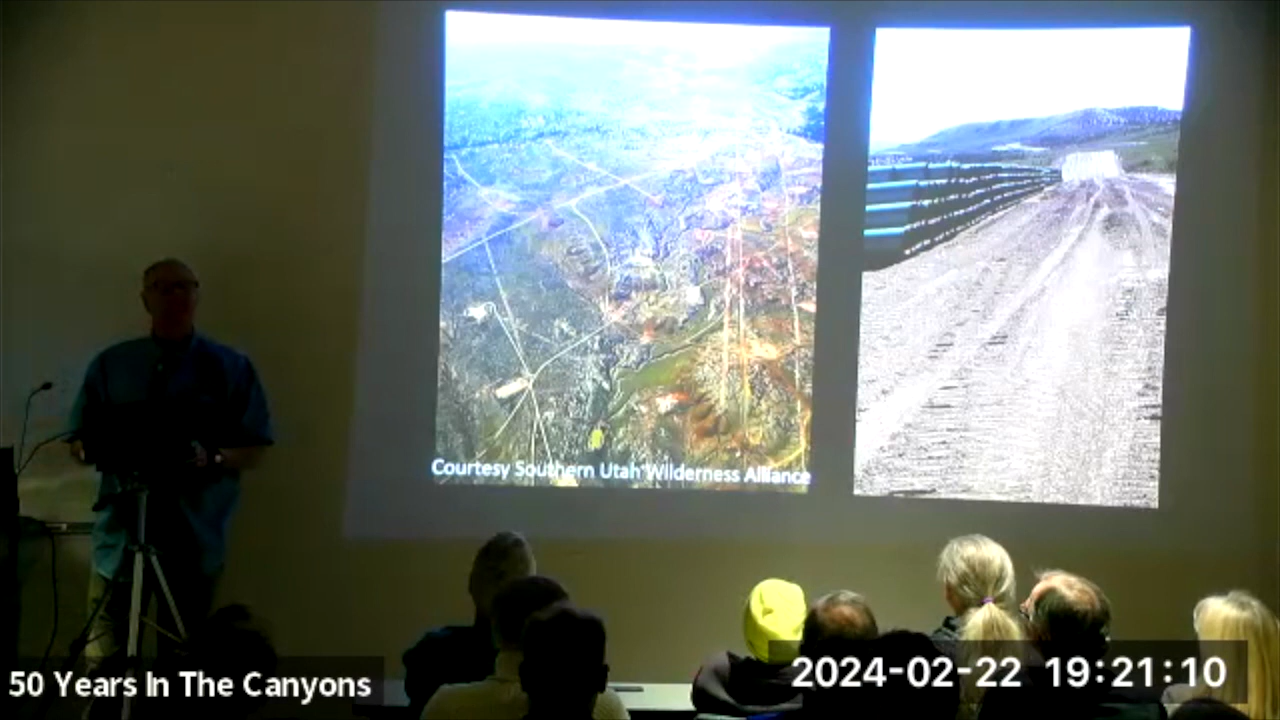 Courtesy Southern Utah Wilderness Alliance
50 Years In The Canyons
2024-02-22 19:21:10